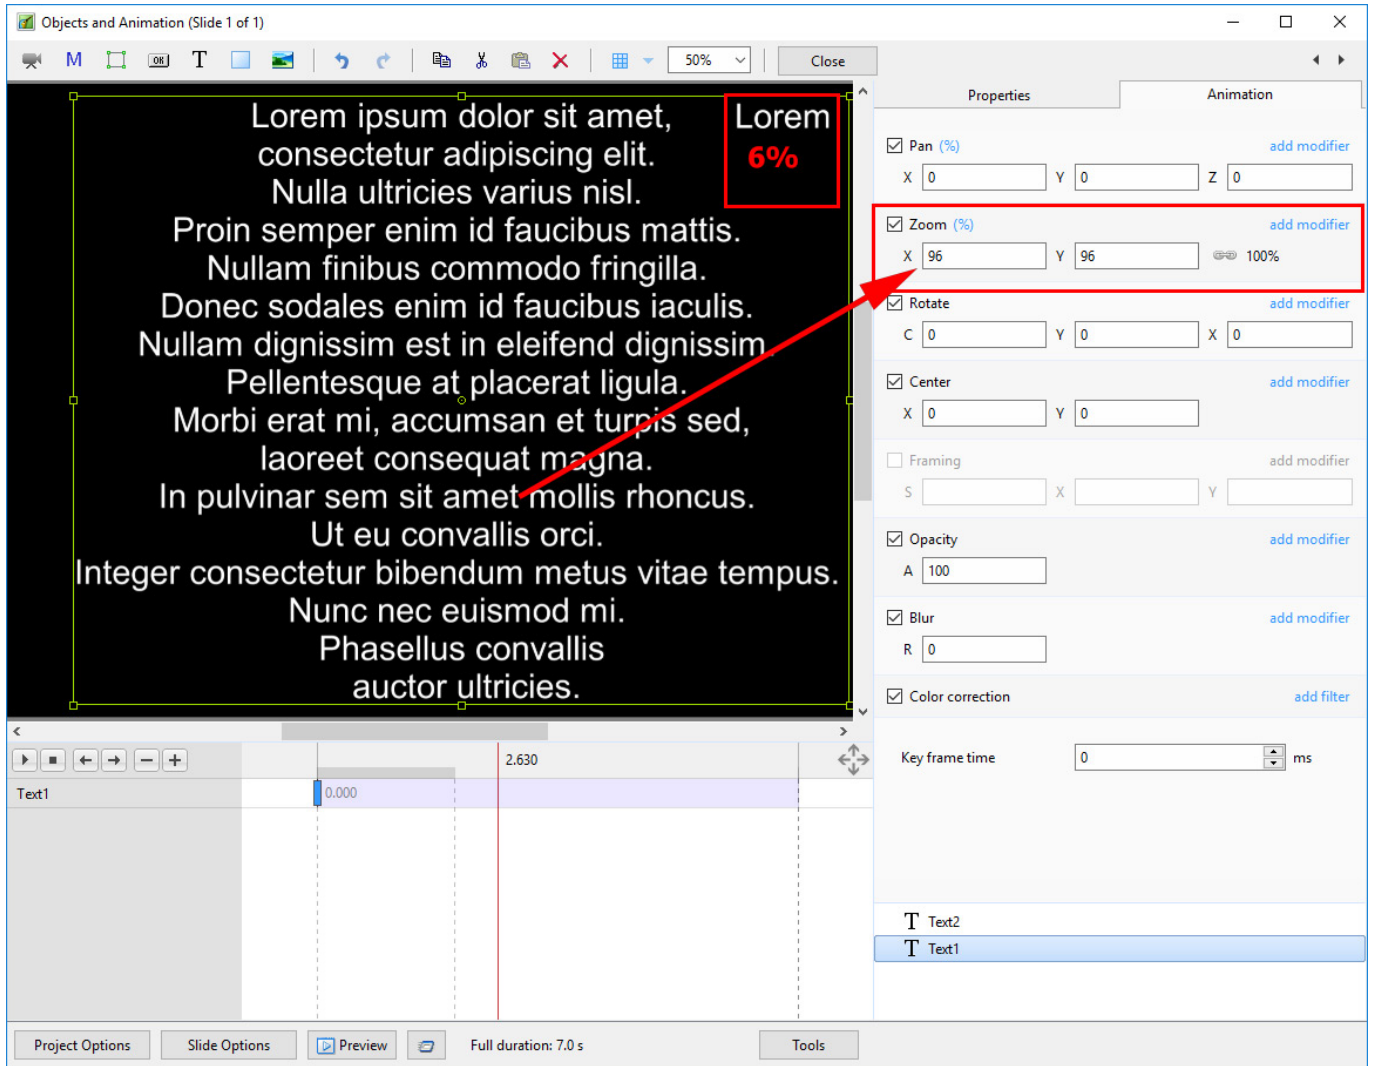 Objects and Animation (Slide 1 of 1)
M OK T 50% Close
Lorem ipsum dolor sit amet,
consectetur adipiscing elit.
Nulla ultricies varius nisl.
Proin semper enim id faucibus mattis.
Nullam finibus commodo fringilla.
Donec sodales enim id faucibus iaculis.
Nullam dignissim est in eleifend dignissim.
Pellentesque at placerat ligula.
Morbi erat mi, accumsan et turpis sed,
laoreet consequat magna.
In pulvinar sem sit amet mollis rhoncus.
Ut eu convallis orci.
Integer consectetur bibendum metus vitae tempus.
Nunc nec euismod mi.
Phasellus convallis
auctor ultricies.
Lorem
6%
Properties Animation
Pan (%) add modifier
X 0 Y 0 Z 0
Zoom (%) add modifier
X 96 Y 96 100%
Rotate add modifier
C 0 Y 0 X 0
Center add modifier
X 0 Y 0
Framing add modifier
S X Y
Opacity add modifier
A 100
Blur add modifier
R 0
Color correction add filter
Key frame time 0 ms
2.630
Text1 0.000
T Text2
T Text1
Project Options Slide Options Preview Full duration: 7.0 s Tools